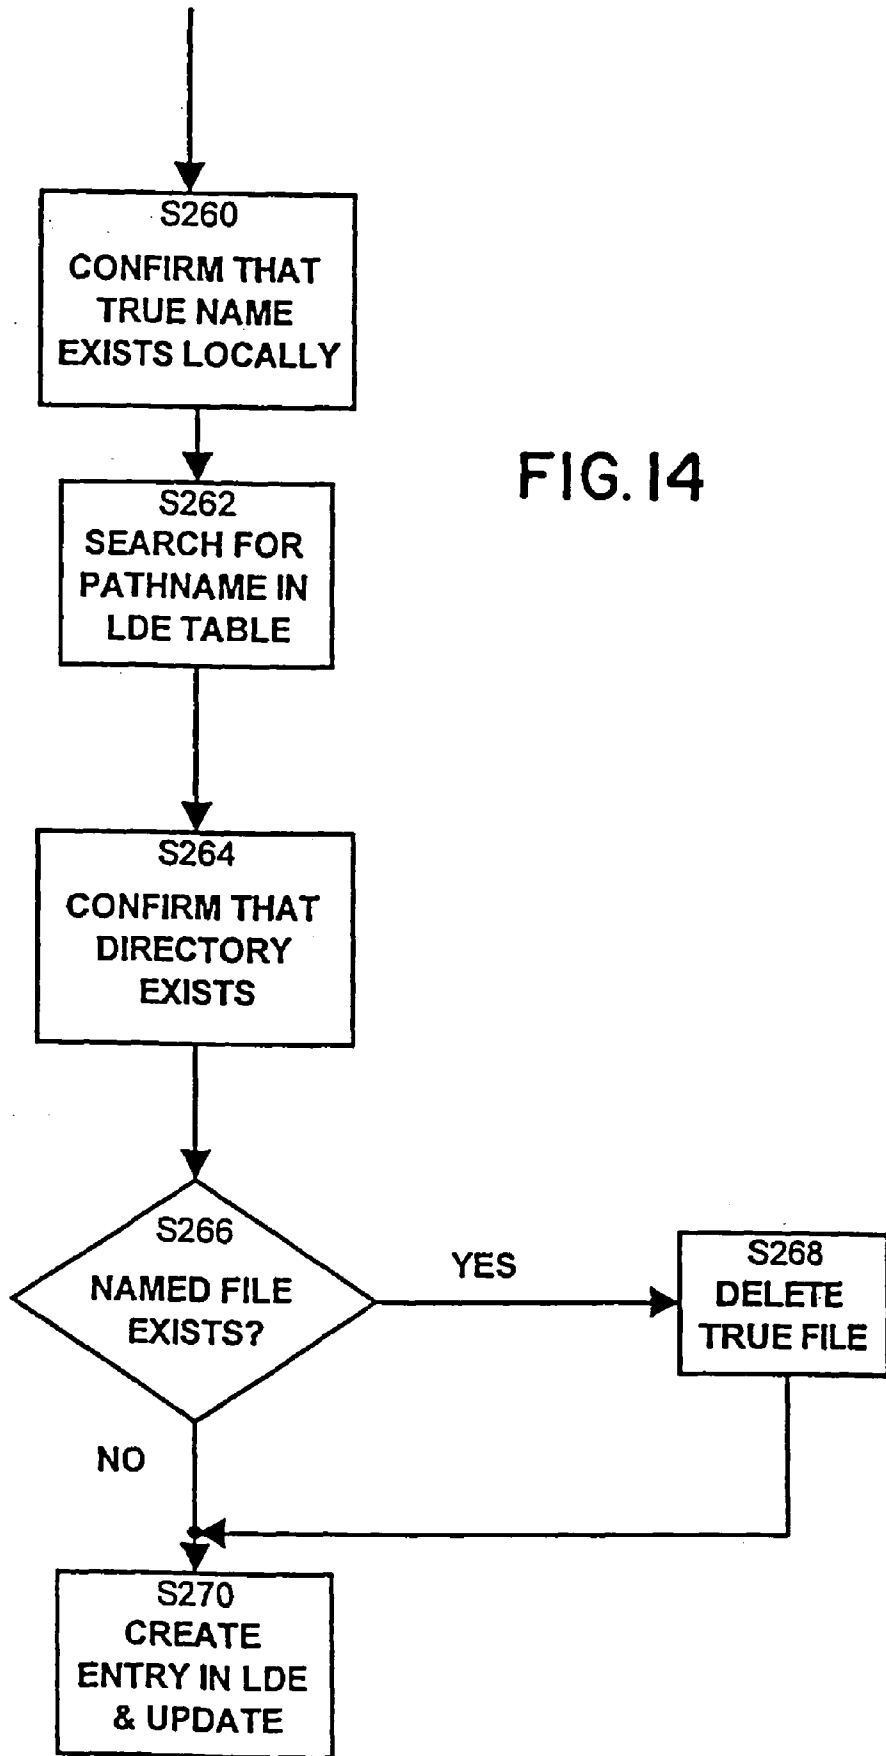 S260
CONFIRM THAT
TRUE NAME
EXISTS LOCALLY
FIG. 14
S262
SEARCH FOR
PATHNAME IN
LDE TABLE
S264
CONFIRM THAT
DIRECTORY
EXISTS
S266
NAMED FILE
EXISTS?
YES
S268
DELETE
TRUE FILE
NO
S270
CREATE
ENTRY IN LDE
& UPDATE